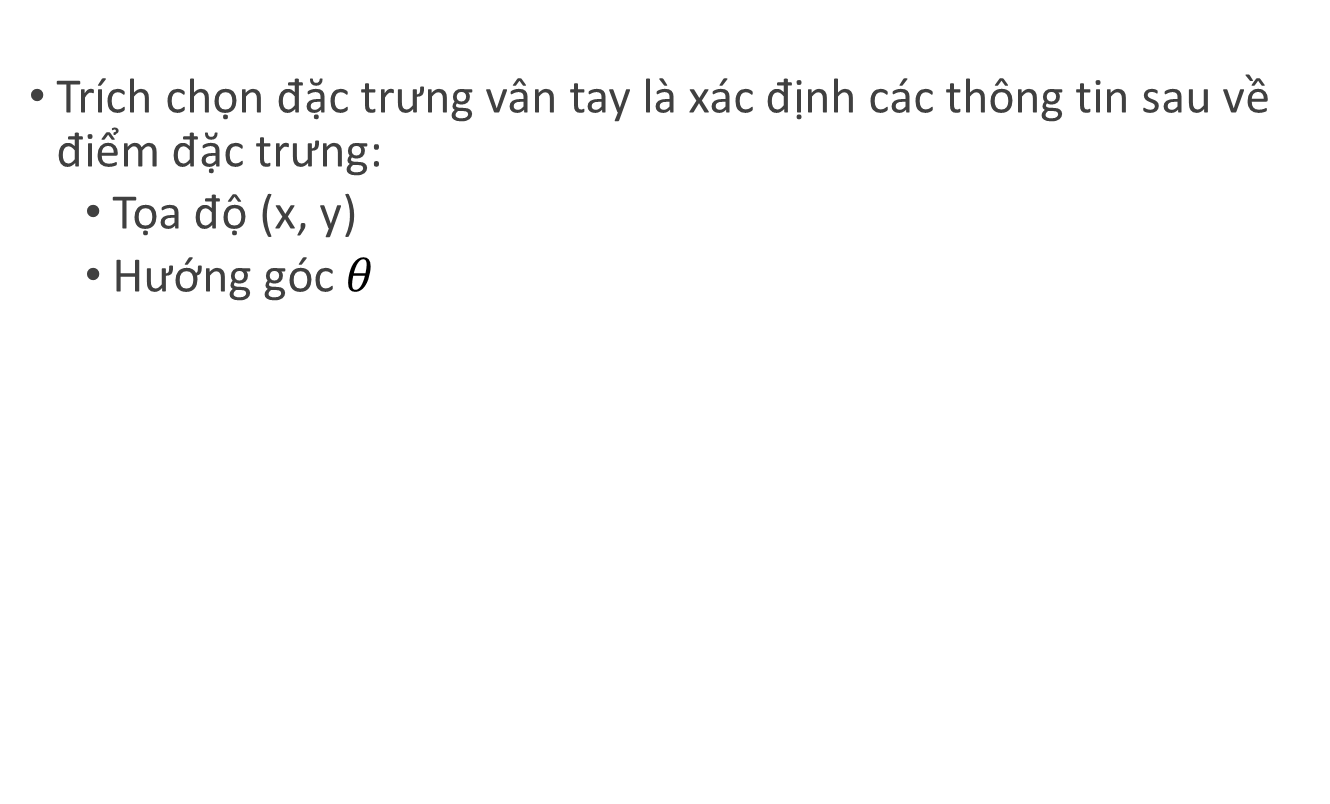 • Trích chọn đặc trưng vân tay là xác định các thông tin sau về
điểm đặc trưng:
• Tọa độ (x, y)
• Hướng góc θ